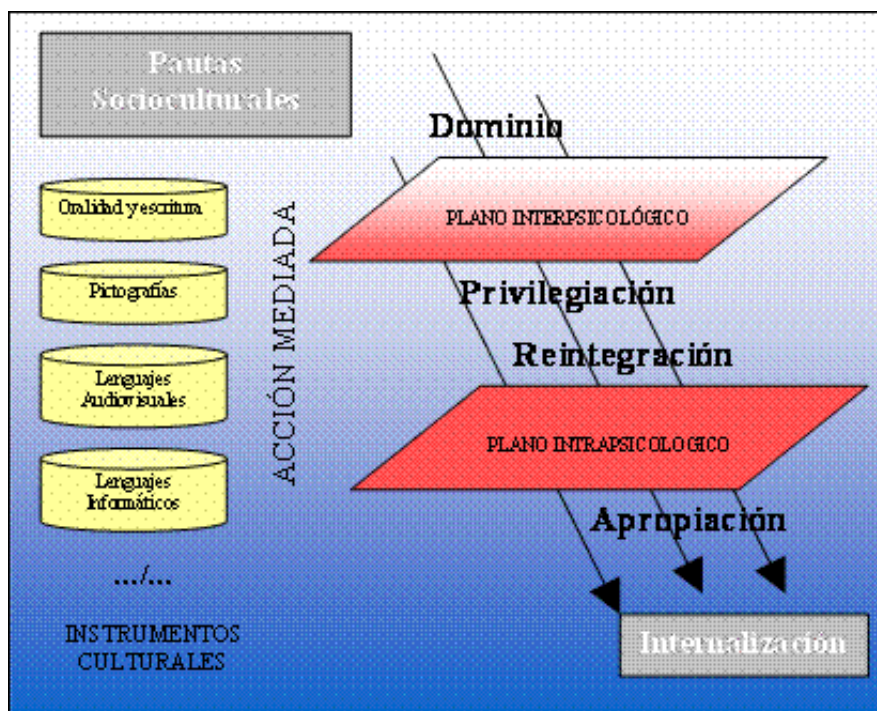 Pautas
Socioculturales
Oralidad y escritura
Pictografías
Lenguajes
Audiovisuales
Lenguajes
Informáticos
.../...
INSTRUMENTOS
CULTURALES
ACCIÓN MEDIADA
Dominio
PLANO INTERPSICOLÓGICO
Privilegiación
Reintegración
PLANO INTRAPSICOLOGICO
Apropiación
Internalización